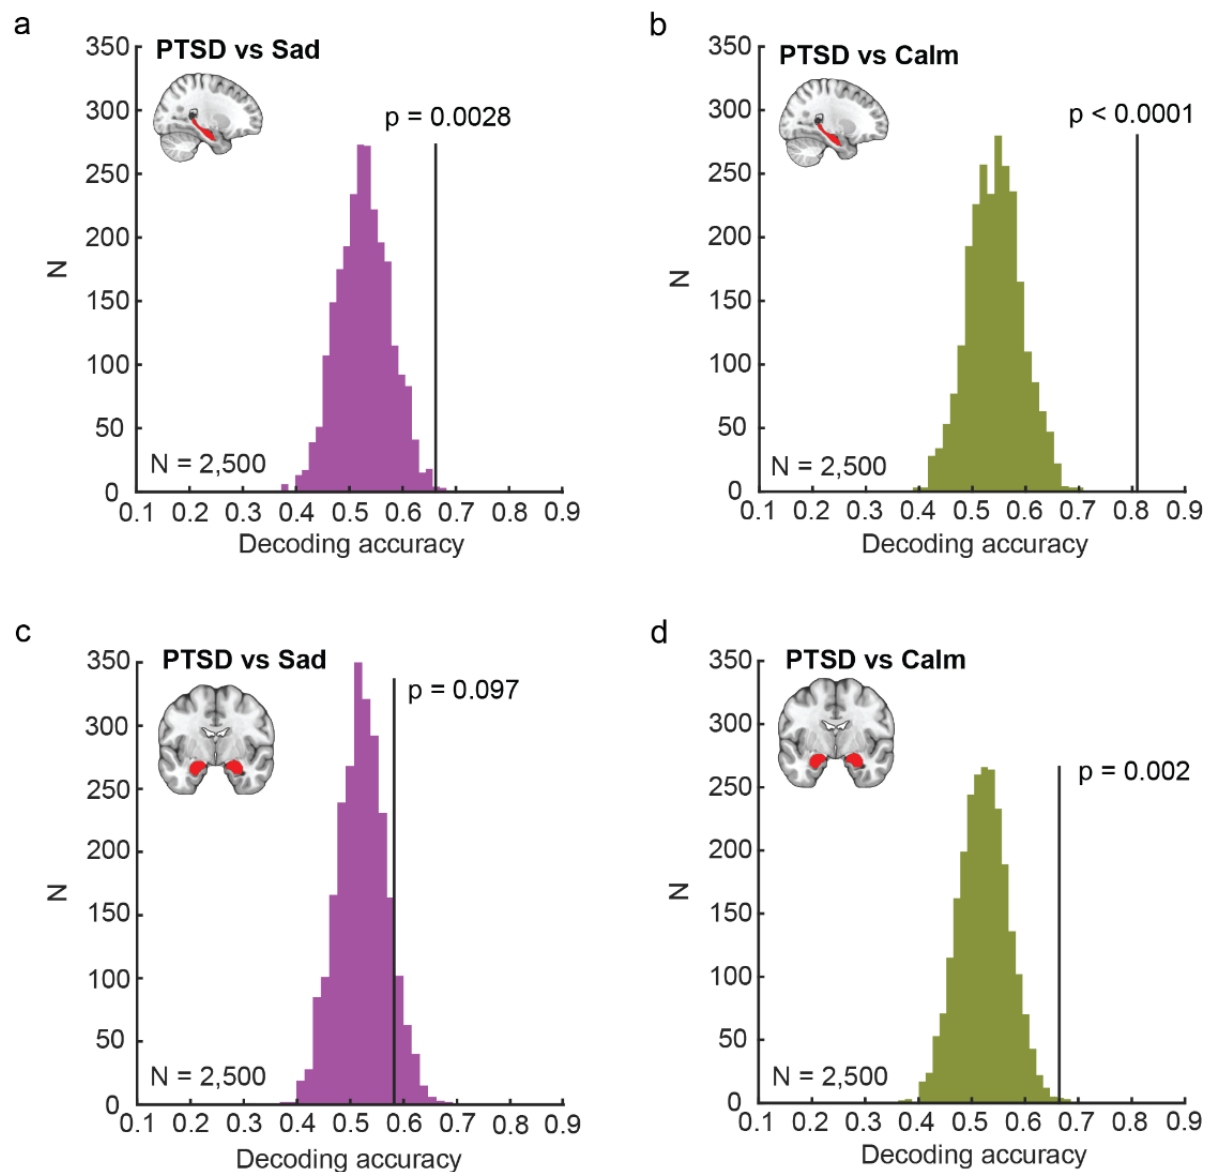 a
PTSD vs Sad
p = 0.0028
350
300
250
200
150
100
50
0
N
N = 2,500
0.1 0.2 0.3 0.4 0.5 0.6 0.7 0.8 0.9
Decoding accuracy
b
PTSD vs Calm
p < 0.0001
350
300
250
200
150
100
50
0
N
N = 2,500
0.1 0.2 0.3 0.4 0.5 0.6 0.7 0.8 0.9
Decoding accuracy
c
PTSD vs Sad
p = 0.097
350
300
250
200
150
100
50
0
N
N = 2,500
0.1 0.2 0.3 0.4 0.5 0.6 0.7 0.8 0.9
Decoding accuracy
d
PTSD vs Calm
p = 0.002
350
300
250
200
150
100
50
0
N
N = 2,500
0.1 0.2 0.3 0.4 0.5 0.6 0.7 0.8 0.9
Decoding accuracy